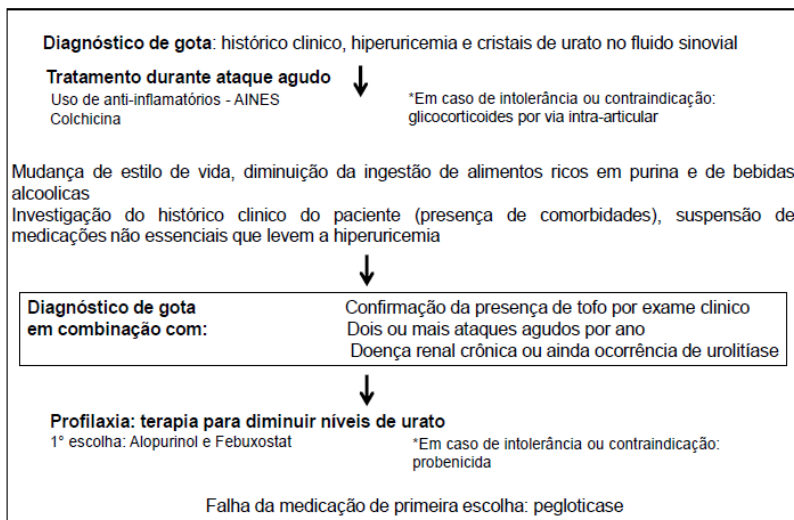 Diagnóstico de gota: histórico clinico, hiperuricemia e cristais de urato no fluido sinovial
Tratamento durante ataque agudo
Uso de anti-inflamatórios - AINES
Colchicina
*Em caso de intolerância ou contraindicação:
glicocorticoides por via intra-articular
Mudança de estilo de vida, diminuição da ingestão de alimentos ricos em purina e de bebidas
alcoolicas
Investigação do histórico clinico do paciente (presença de comorbidades), suspensão de
medicações não essenciais que levem a hiperuricemia
Diagnóstico de gota
em combinação com:
Confirmação da presença de tofo por exame clinico
Dois ou mais ataques agudos por ano
Doença renal crônica ou ainda ocorrência de urolitíase
Profilaxia: terapia para diminuir níveis de urato
1° escolha: Alopurinol e Febuxostat
*Em caso de intolerância ou contraindicação:
probenicida
Falha da medicação de primeira escolha: pegloticase